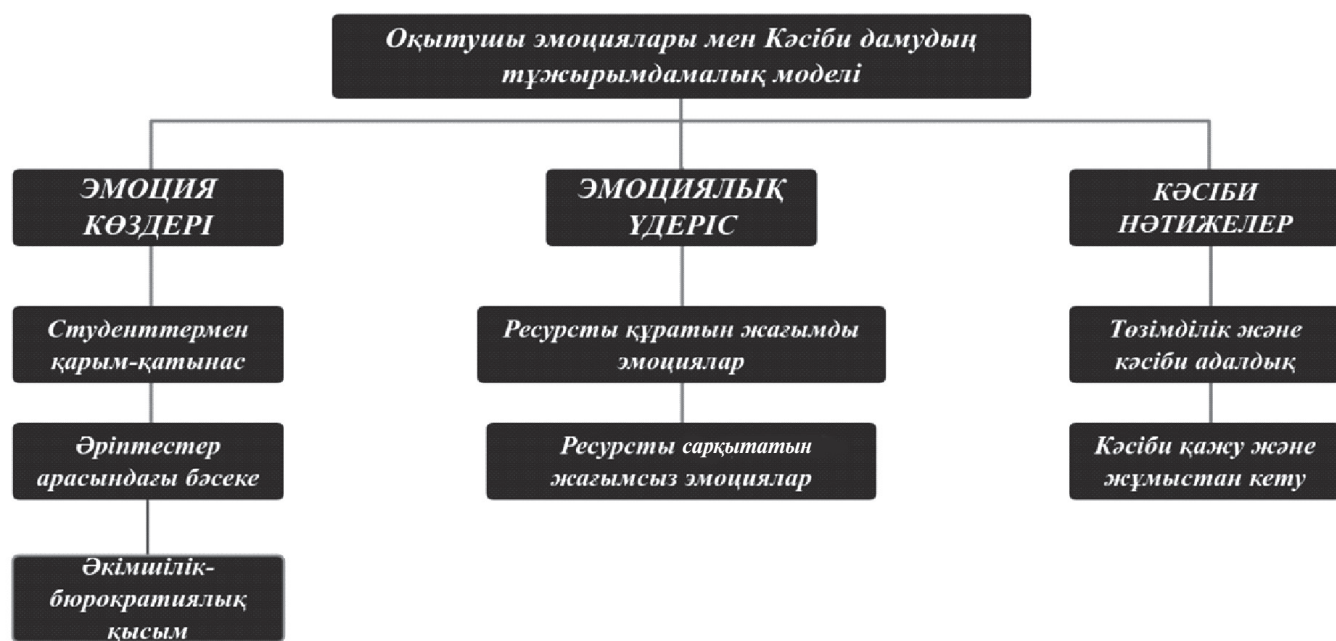 Оқытушы эмоциялары мен Кәсіби дамудың
тұжырымдамалық моделі
ЭМОЦИЯ
КӨЗДЕРІ
Студенттермен
қарым-қатынас
Әріптестер
арасындағы бәсеке
Әкімшілік-
бюрократиялық
қысым
ЭМОЦИЯЛЫҚ
ҮДЕРІС
Ресурсты құратын жағымды
эмоциялар
Ресурсты сарқытатын
жағымсыз эмоциялар
КӘСІБИ
НӘТИЖЕЛЕР
Төзімділік және
кәсіби адалдық
Кәсіби қажу және
жұмыстан кету